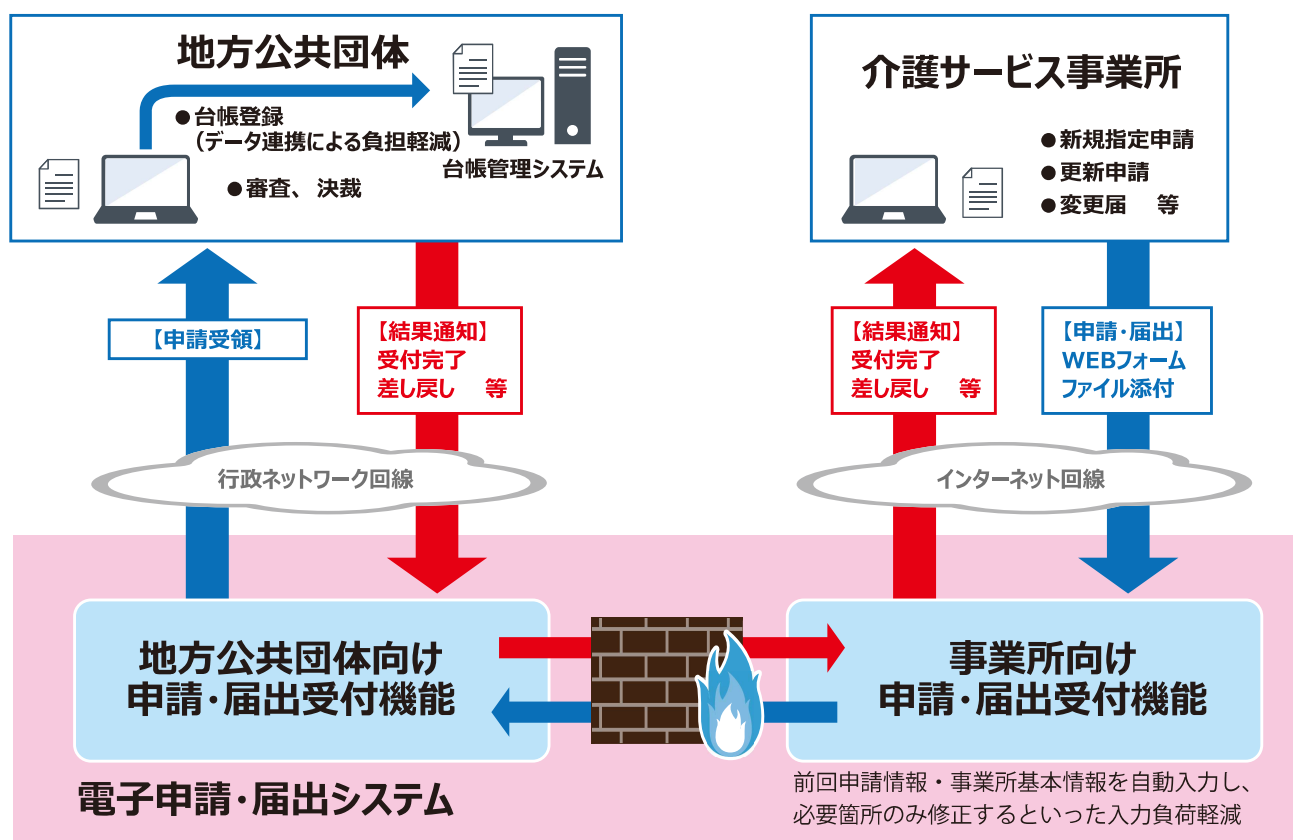 地方公共団体
●台帳登録
(データ連携による負担軽減)
台帳管理システム
●審査、決裁
介護サービス事業所
●新規指定申請
●更新申請
●変更届 等
【申請受領】
【結果通知】
受付完了
差し戻し 等
【結果通知】
受付完了
差し戻し 等
【申請・届出】
WEBフォーム
ファイル添付
行政ネットワーク回線
インターネット回線
地方公共団体向け
申請・届出受付機能
事業所向け
申請・届出受付機能
電子申請・届出システム
前回申請情報・事業所基本情報を自動入力し、
必要箇所のみ修正するといった入力負荷軽減